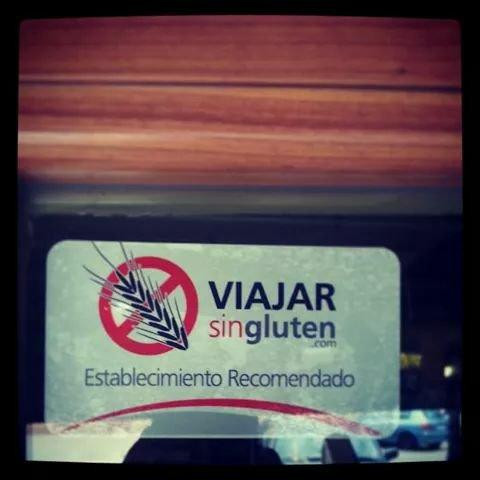 VIAJAR
singluten
.com
Establecimiento Recomendado